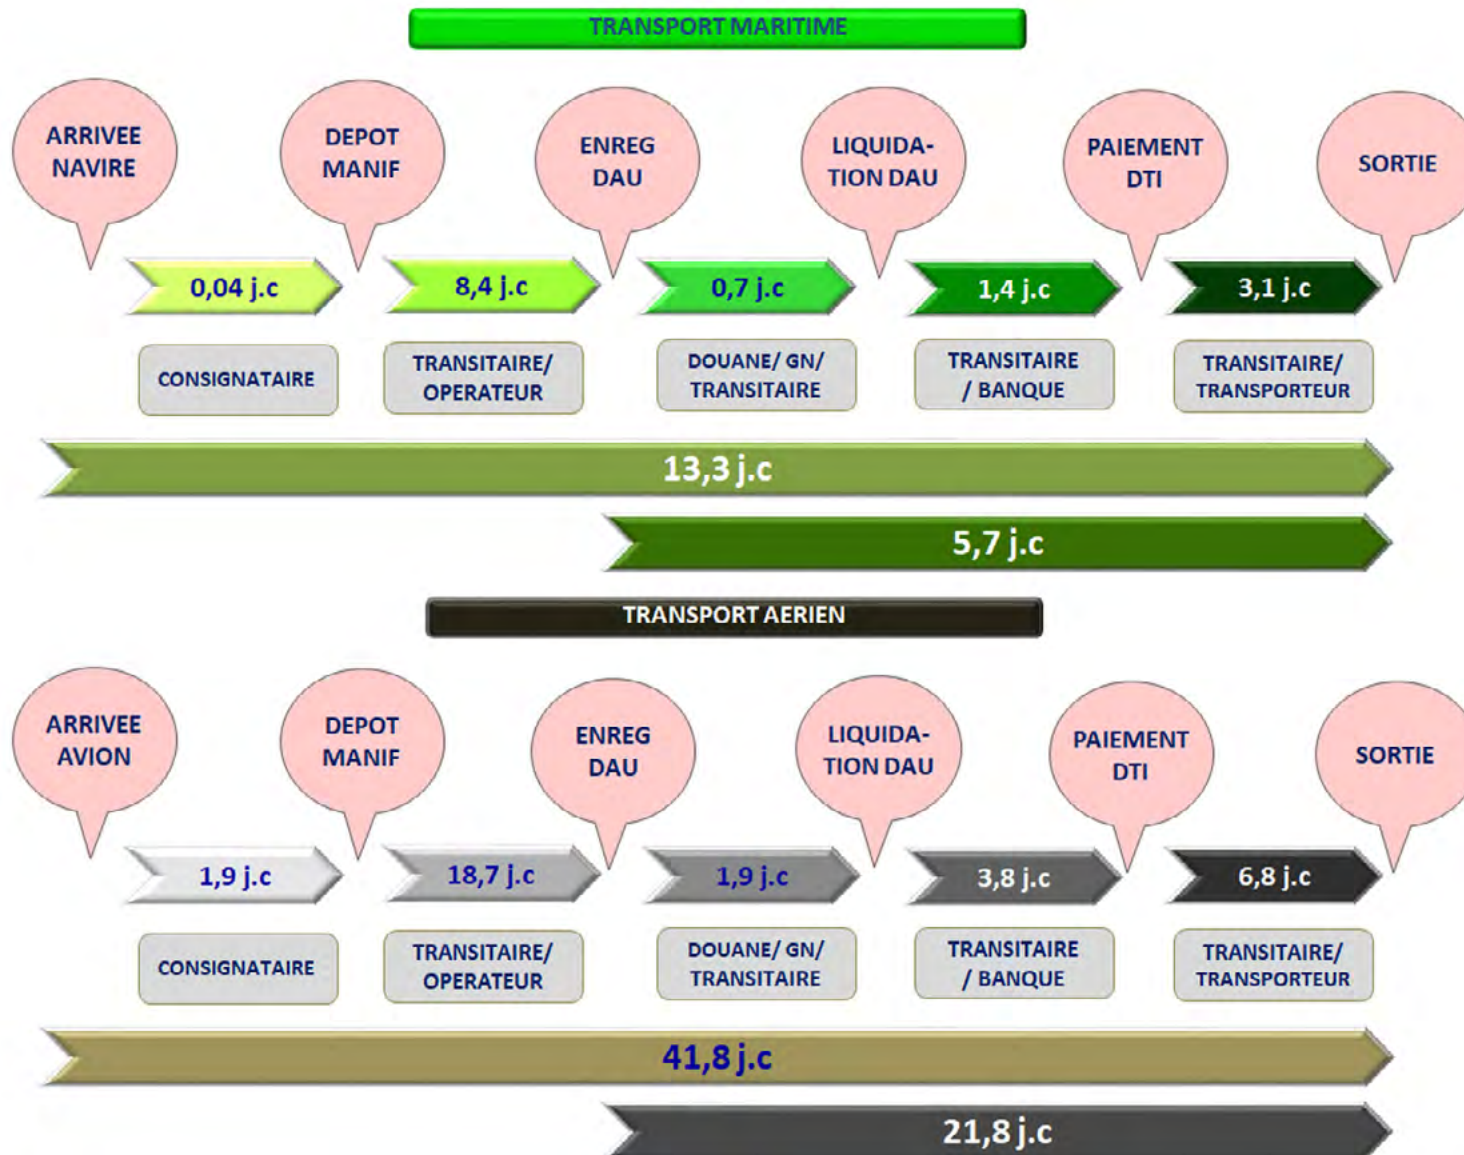 TRANSPORT MARITIME
ARRIVEE
NAVIRE
DEPOT
MANIF
ENREG
DAU
LIQUIDA-
TION DAU
PAIEMENT
DTI
SORTIE
0,04 j.c
8,4 j.c
0,7 j.c
1,4 j.c
3,1 j.c
CONSIGNATAIRE
TRANSITAIRE/
OPERATEUR
DOUANE/ GN/
TRANSITAIRE
TRANSITAIRE
/ BANQUE
TRANSITAIRE/
TRANSPORTEUR
13,3 j.c
5,7 j.c
TRANSPORT AERIEN
ARRIVEE
AVION
DEPOT
MANIF
ENREG
DAU
LIQUIDA-
TION DAU
PAIEMENT
DTI
SORTIE
1,9 j.c
18,7 j.c
1,9 j.c
3,8 j.c
6,8 j.c
CONSIGNATAIRE
TRANSITAIRE/
OPERATEUR
DOUANE/ GN/
TRANSITAIRE
TRANSITAIRE
/ BANQUE
TRANSITAIRE/
TRANSPORTEUR
41,8 j.c
21,8 j.c